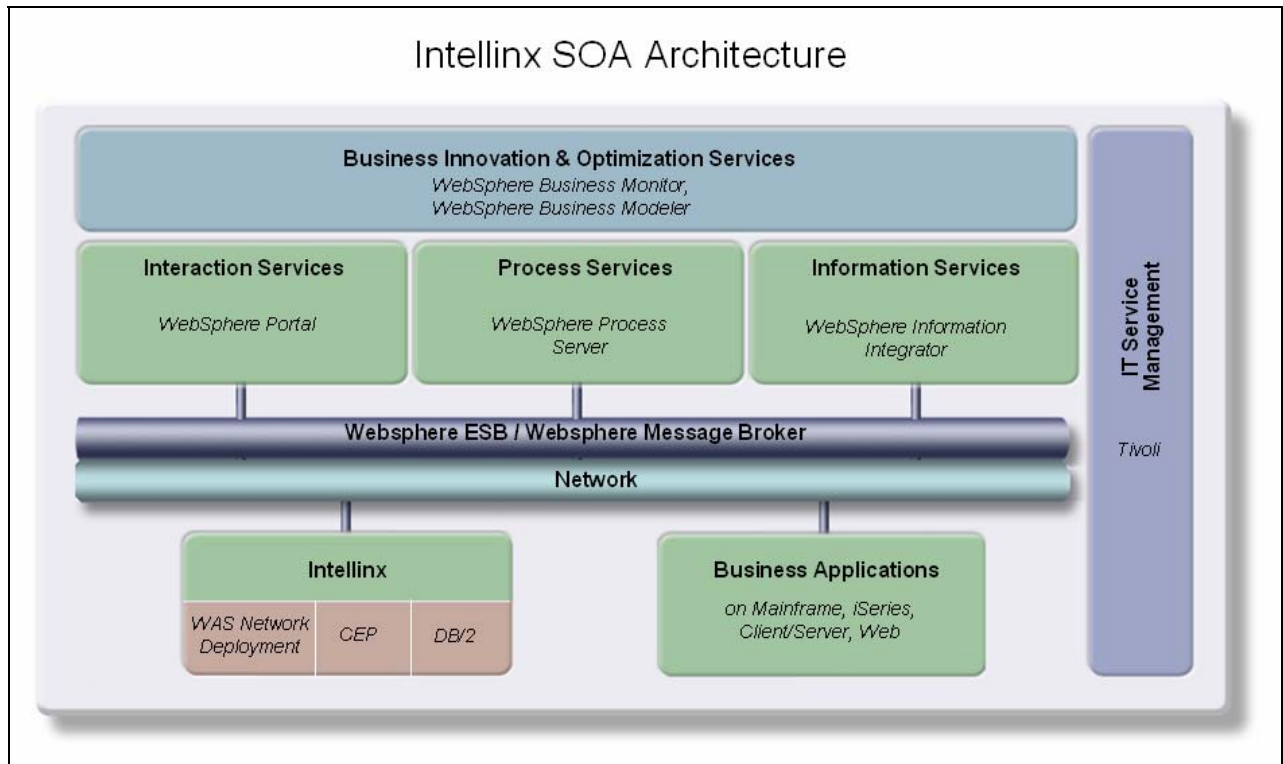 Intellinx SOA Architecture
Business Innovation & Optimization Services
WebSphere Business Monitor,
WebSphere Business Modeler
Interaction Services
WebSphere Portal
Process Services
WebSphere Process
Server
Information Services
WebSphere Information
Integrator
IT Service
Management
Tivoli
Websphere ESB / Websphere Message Broker
Network
Intellinx
WAS Network
Deployment
CEP
DB/2
Business Applications
on Mainframe, iSeries,
Client/Server, Web